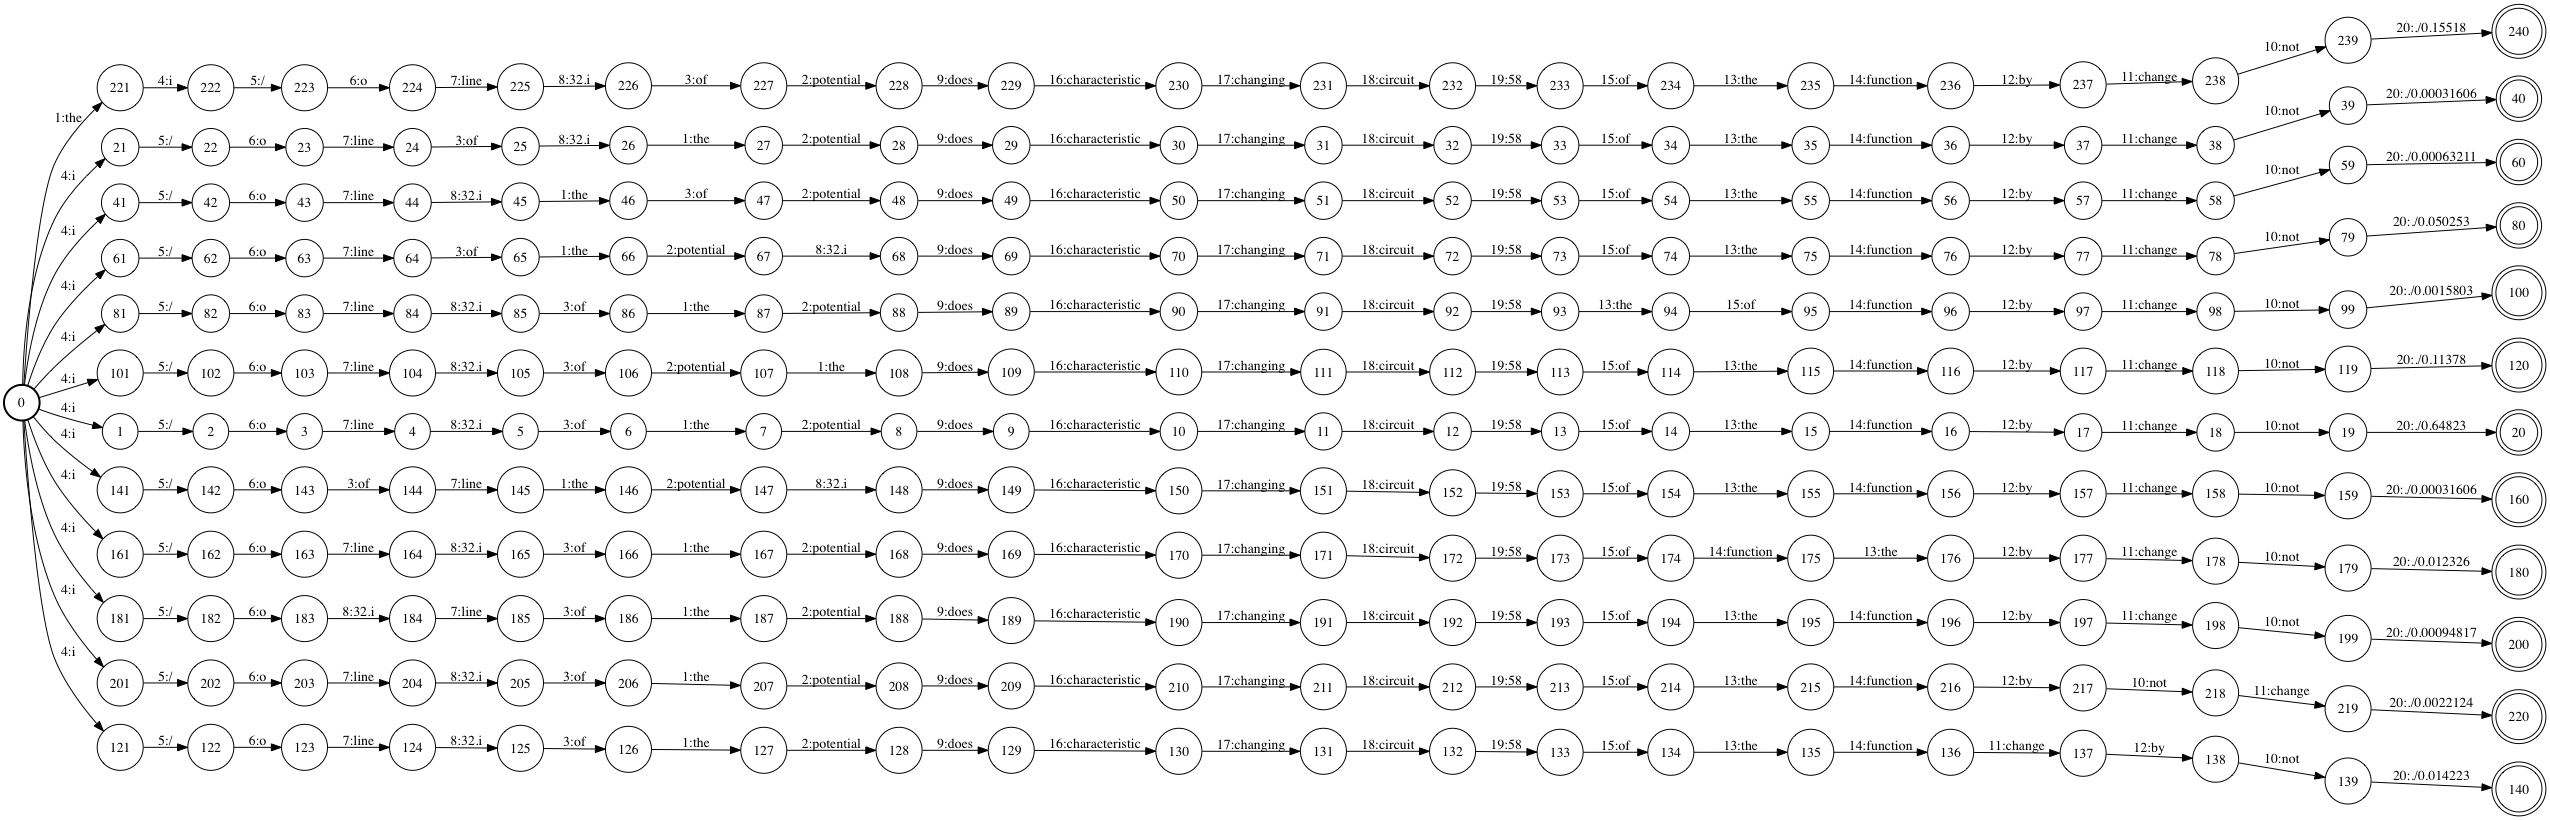 221 4:i 222 5:/ 223 6:o 224 7:line 225 8:32.i 226 3:of 227 2:potential 228 9:does 229 16:characteristic 230 17:changing 231 18:circuit 232 19:58 233 15:of 234 13:the 235 14:function 236 12:by 237 11:change 238 10:not 239 20:./0.15518 240
1:the
21 5:/ 22 6:o 23 7:line 24 3:of 25 8:32.i 26 1:the 27 2:potential 28 9:does 29 16:characteristic 30 17:changing 31 18:circuit 32 19:58 33 15:of 34 13:the 35 14:function 36 12:by 37 11:change 38 10:not 39 20:./0.00031606 40
4:i
41 5:/ 42 6:o 43 7:line 44 8:32.i 45 1:the 46 3:of 47 2:potential 48 9:does 49 16:characteristic 50 17:changing 51 18:circuit 52 19:58 53 15:of 54 13:the 55 14:function 56 12:by 57 11:change 58 10:not 59 20:./0.00063211 60
4:i
61 5:/ 62 6:o 63 7:line 64 3:of 65 1:the 66 2:potential 67 8:32.i 68 9:does 69 16:characteristic 70 17:changing 71 18:circuit 72 19:58 73 15:of 74 13:the 75 14:function 76 12:by 77 11:change 78 10:not 79 20:./0.050253 80
4:i
81 5:/ 82 6:o 83 7:line 84 8:32.i 85 3:of 86 1:the 87 2:potential 88 9:does 89 16:characteristic 90 17:changing 91 18:circuit 92 19:58 93 13:the 94 15:of 95 14:function 96 12:by 97 11:change 98 10:not 99 20:./0.0015803 100
4:i
4:i 101 5:/ 102 6:o 103 7:line 104 8:32.i 105 3:of 106 2:potential 107 1:the 108 9:does 109 16:characteristic 110 17:changing 111 18:circuit 112 19:58 113 15:of 114 13:the 115 14:function 116 12:by 117 11:change 118 10:not 119 20:./0.11378 120
0
4:i
1 5:/ 2 6:o 3 7:line 4 8:32.i 5 3:of 6 1:the 7 2:potential 8 9:does 9 16:characteristic 10 17:changing 11 18:circuit 12 19:58 13 15:of 14 13:the 15 14:function 16 12:by 17 11:change 18 10:not 19 20:./0.64823 20
4:i
141 5:/ 142 6:o 143 3:of 144 7:line 145 1:the 146 2:potential 147 8:32.i 148 9:does 149 16:characteristic 150 17:changing 151 18:circuit 152 19:58 153 15:of 154 13:the 155 14:function 156 12:by 157 11:change 158 10:not 159 20:./0.00031606 160
4:i
161 5:/ 162 6:o 163 7:line 164 8:32.i 165 3:of 166 1:the 167 2:potential 168 9:does 169 16:characteristic 170 17:changing 171 18:circuit 172 19:58 173 15:of 174 14:function 175 13:the 176 12:by 177 11:change 178 10:not 179 20:./0.012326 180
4:i
181 5:/ 182 6:o 183 8:32.i 184 7:line 185 3:of 186 1:the 187 2:potential 188 9:does 189 16:characteristic 190 17:changing 191 18:circuit 192 19:58 193 15:of 194 13:the 195 14:function 196 12:by 197 11:change 198 10:not 199 20:./0.00094817 200
4:i
201 5:/ 202 6:o 203 7:line 204 8:32.i 205 3:of 206 1:the 207 2:potential 208 9:does 209 16:characteristic 210 17:changing 211 18:circuit 212 19:58 213 15:of 214 13:the 215 14:function 216 12:by 217 10:not 218 11:change 219 20:./0.0022124 220
4:i
121 5:/ 122 6:o 123 7:line 124 8:32.i 125 3:of 126 1:the 127 2:potential 128 9:does 129 16:characteristic 130 17:changing 131 18:circuit 132 19:58 133 15:of 134 13:the 135 14:function 136 11:change 137 12:by 138 10:not 139 20:./0.014223 140